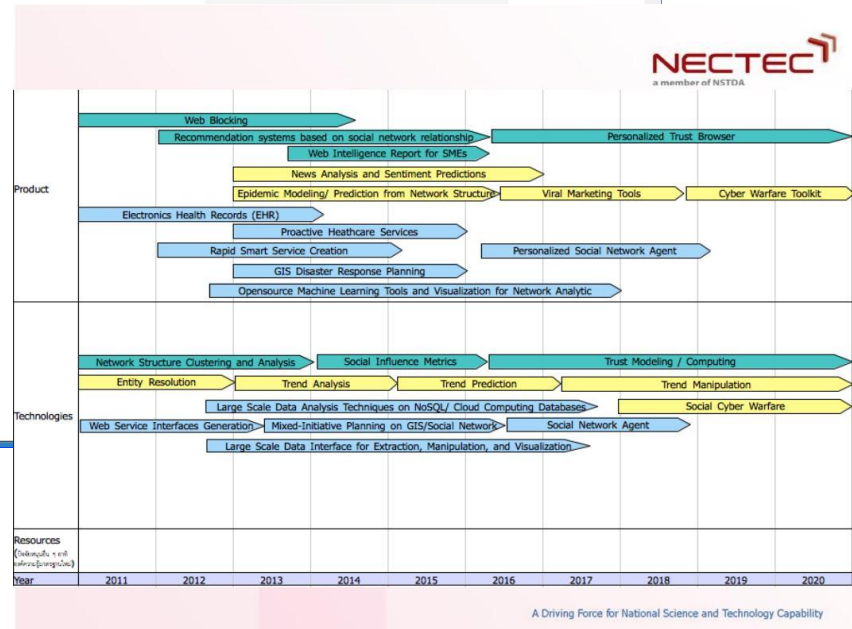 NECTEC
a member of NSTDA
Web Blocking
Recommendation systems based on social network relationship
Personalized Trust Browser
Web Intelligence Report for SMEs
News Analysis and Sentiment Predictions
Product
Epidemic Modeling/ Prediction from Network Structure
Viral Marketing Tools
Cyber Warfare Toolkit
Electronics Health Records (EHR)
Proactive Heathcare Services
Rapid Smart Service Creation
Personalized Social Network Agent
GIS Disaster Response Planning
Opensource Machine Learning Tools and Visualization for Network Analytic
Network Structure Clustering and Analysis
Social Influence Metrics
Trust Modeling / Computing
Entity Resolution
Trend Analysis
Trend Prediction
Trend Manipulation
Technologies
Large Scale Data Analysis Techniques on NoSQL/ Cloud Computing Databases
Social Cyber Warfare
Web Service Interfaces Generation
Mixed-Initiative Planning on GIS/Social Network
Social Network Agent
Large Scale Data Interface for Extraction, Manipulation, and Visualization
Resources
Year 2011 2012 2013 2014 2015 2016 2017 2018 2019 2020
A Driving Force for National Science and Technology Capability